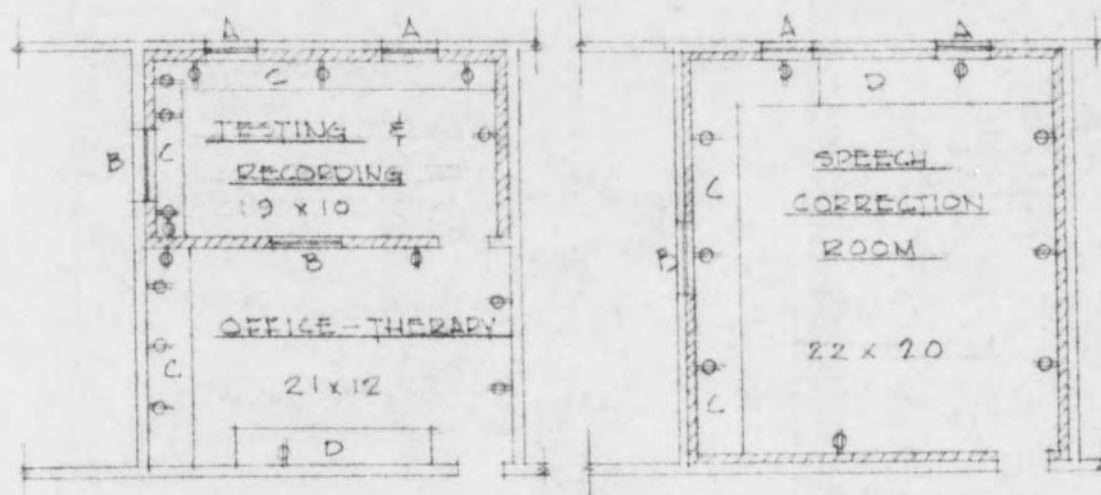 A A
C
TESTING &
B C
RECORDING
19 x 10
B
OFFICE - THERAPY
C
21 x 12
D
A A
D
SPEECH
C
CORRECTION
B ROOM
22 x 20
C